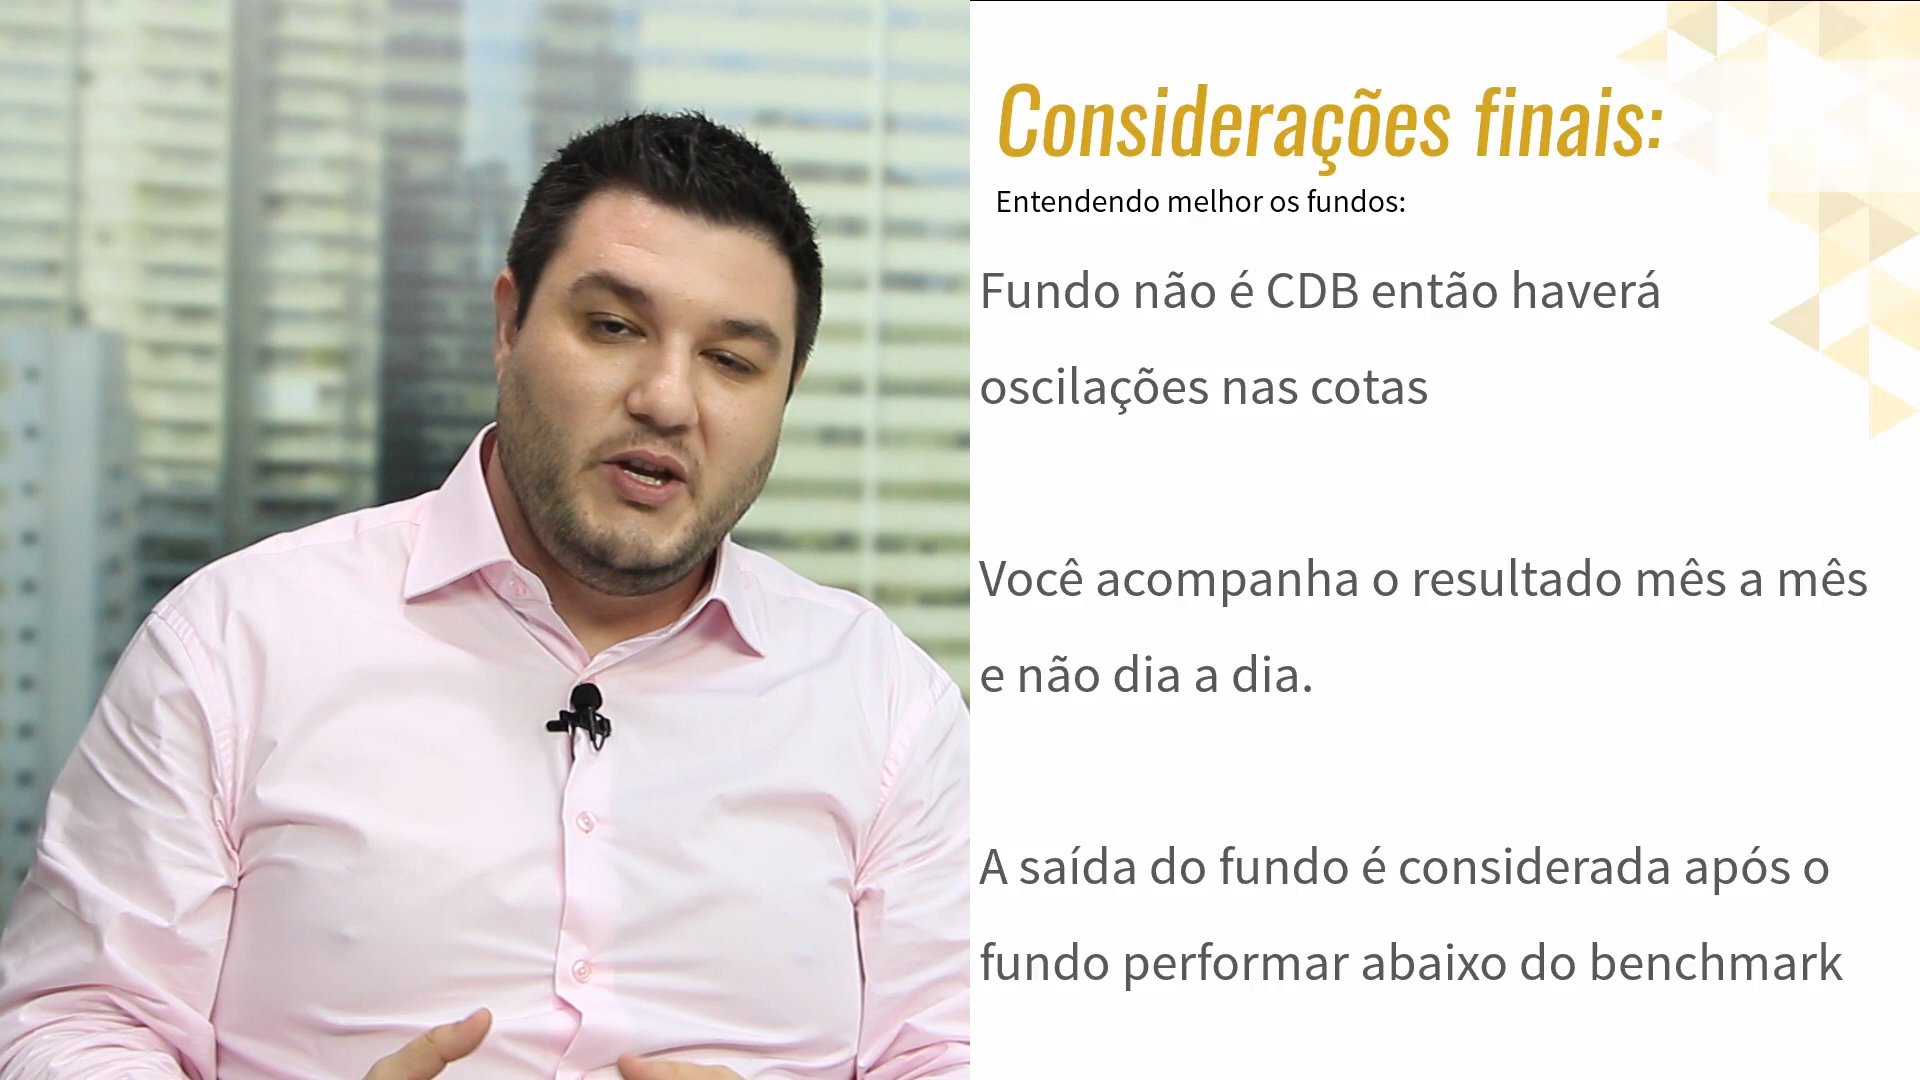 Considerações finais:
Entendendo melhor os fundos:
Fundo não é CDB então haverá
oscilações nas cotas
Você acompanha o resultado mês a mês
e não dia a dia.
A saída do fundo é considerada após o
fundo performar abaixo do benchmark